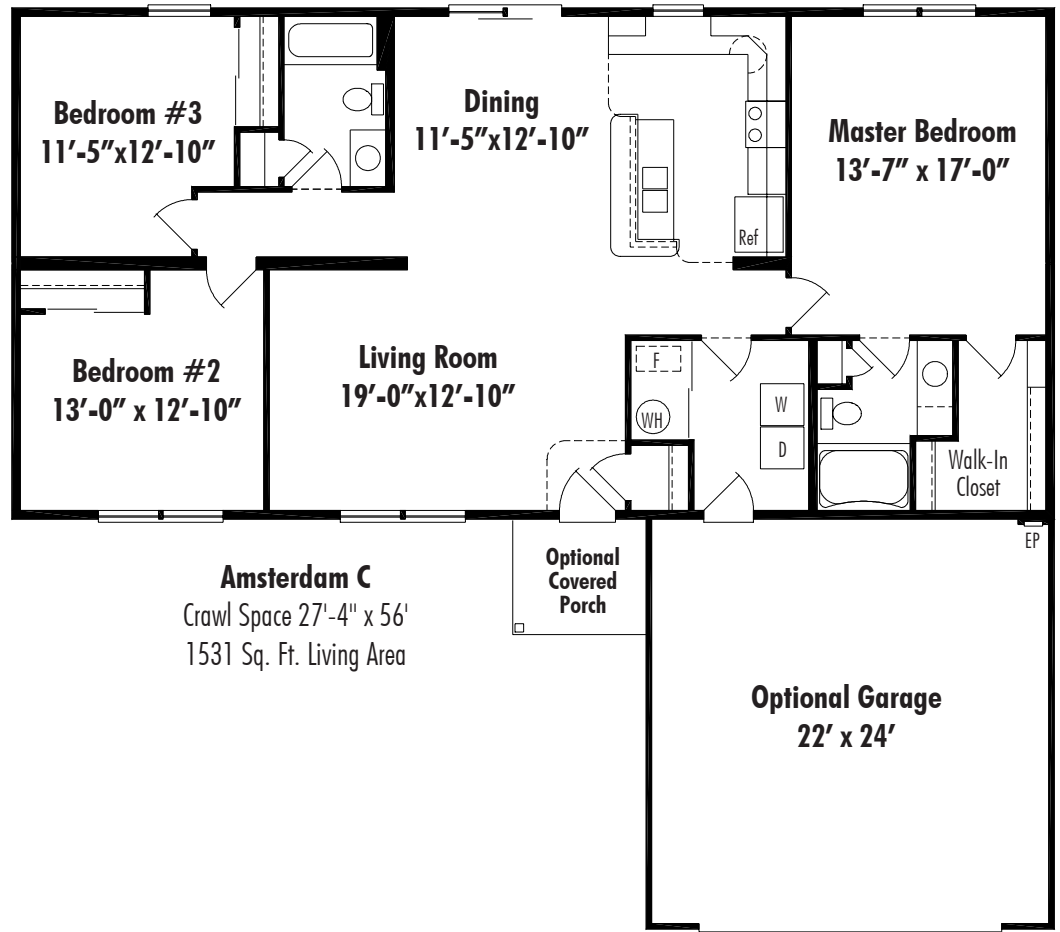 Bedroom #3
11′-5″x12′-10″
Dining
11′-5″x12′-10″
Master Bedroom
13′-7″ x 17′-0″
Ref
Bedroom #2
13′-0″ x 12′-10″
Living Room
19′-0″x12′-10″
F
WH
W
D
Walk-In
Closet
EP
Amsterdam C
Crawl Space 27'-4" x 56'
1531 Sq. Ft. Living Area
Optional
Covered
Porch
Optional Garage
22′ x 24′